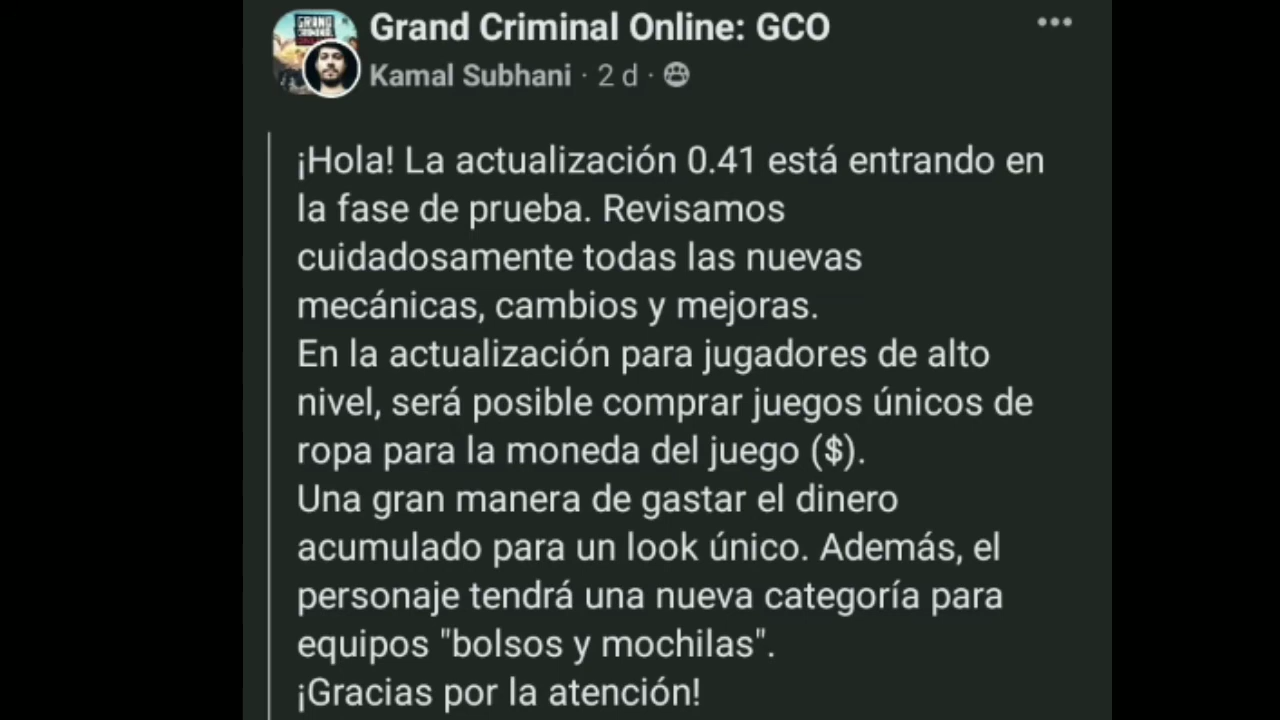 Grand Criminal Online: GCO
Kamal Subhani · 2 d ·
¡Hola! La actualización 0.41 está entrando en
la fase de prueba. Revisamos
cuidadosamente todas las nuevas
mecánicas, cambios y mejoras.
En la actualización para jugadores de alto
nivel, será posible comprar juegos únicos de
ropa para la moneda del juego ($).
Una gran manera de gastar el dinero
acumulado para un look único. Además, el
personaje tendrá una nueva categoría para
equipos "bolsos y mochilas".
¡Gracias por la atención!